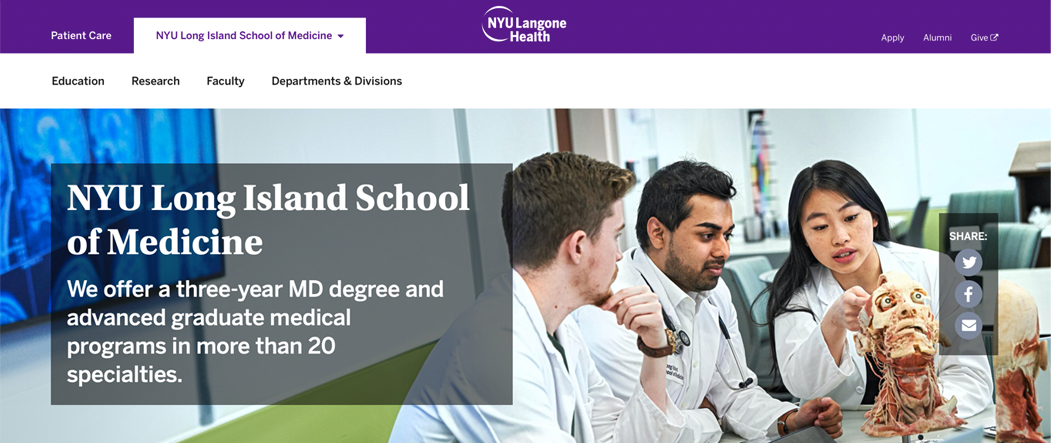 Patient Care
NYU Long Island School of Medicine
NYU Langone
Health
Apply
Alumni
Give
Education
Research
Faculty
Departments & Divisions
NYU Long Island School
of Medicine
We offer a three-year MD degree and
advanced graduate medical
programs in more than 20
specialties.
SHARE: